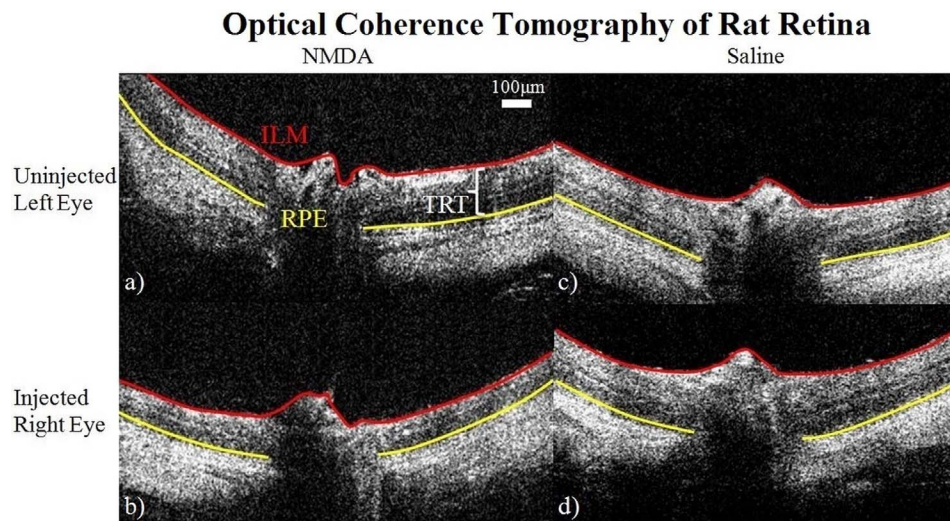 Optical Coherence Tomography of Rat Retina
NMDA
Saline
100µm
ILM
Uninjected
Left Eye
TRT
RPE
a)
c)
Injected
Right Eye
b)
d)